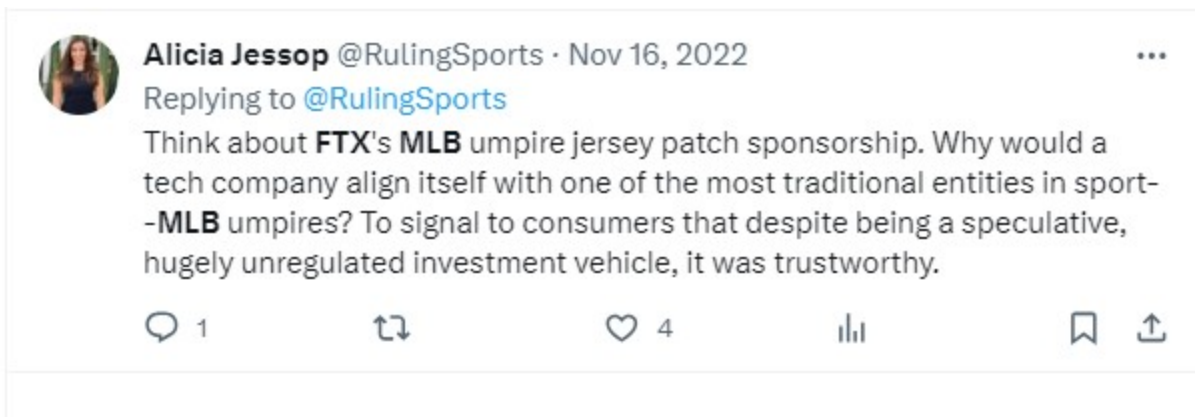 Alicia Jessop @RulingSports · Nov 16, 2022
Replying to @RulingSports
Think about FTX's MLB umpire jersey patch sponsorship. Why would a
tech company align itself with one of the most traditional entities in sport-
-MLB umpires? To signal to consumers that despite being a speculative,
hugely unregulated investment vehicle, it was trustworthy.
1 4